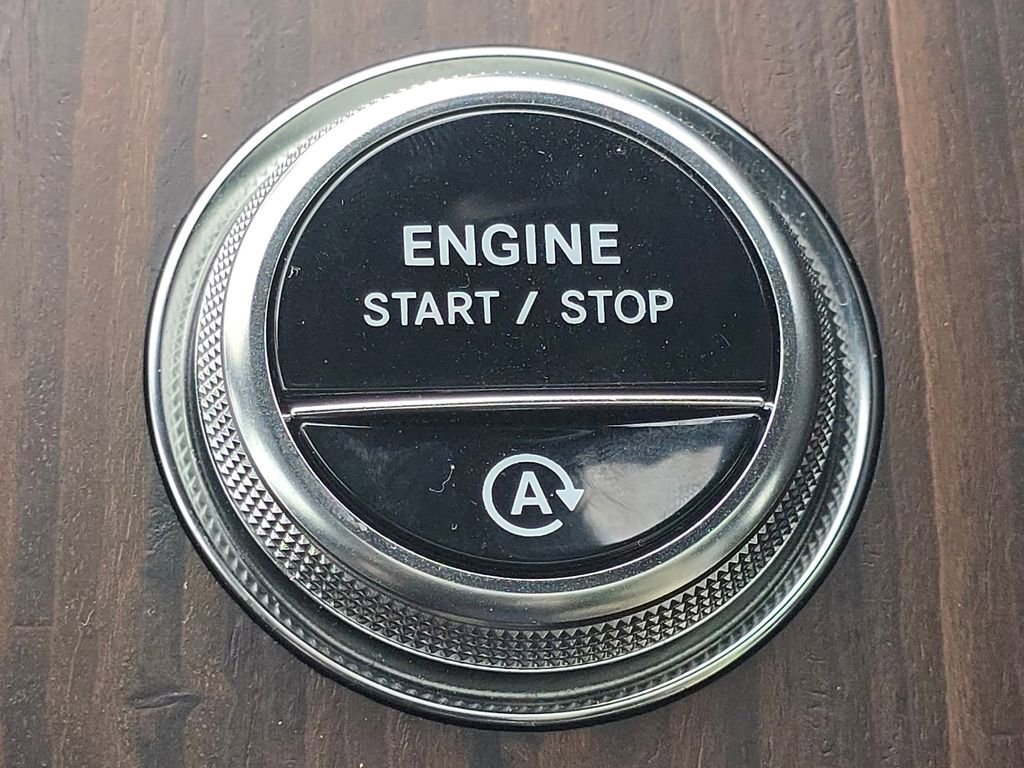 ENGINE
START / STOP
A